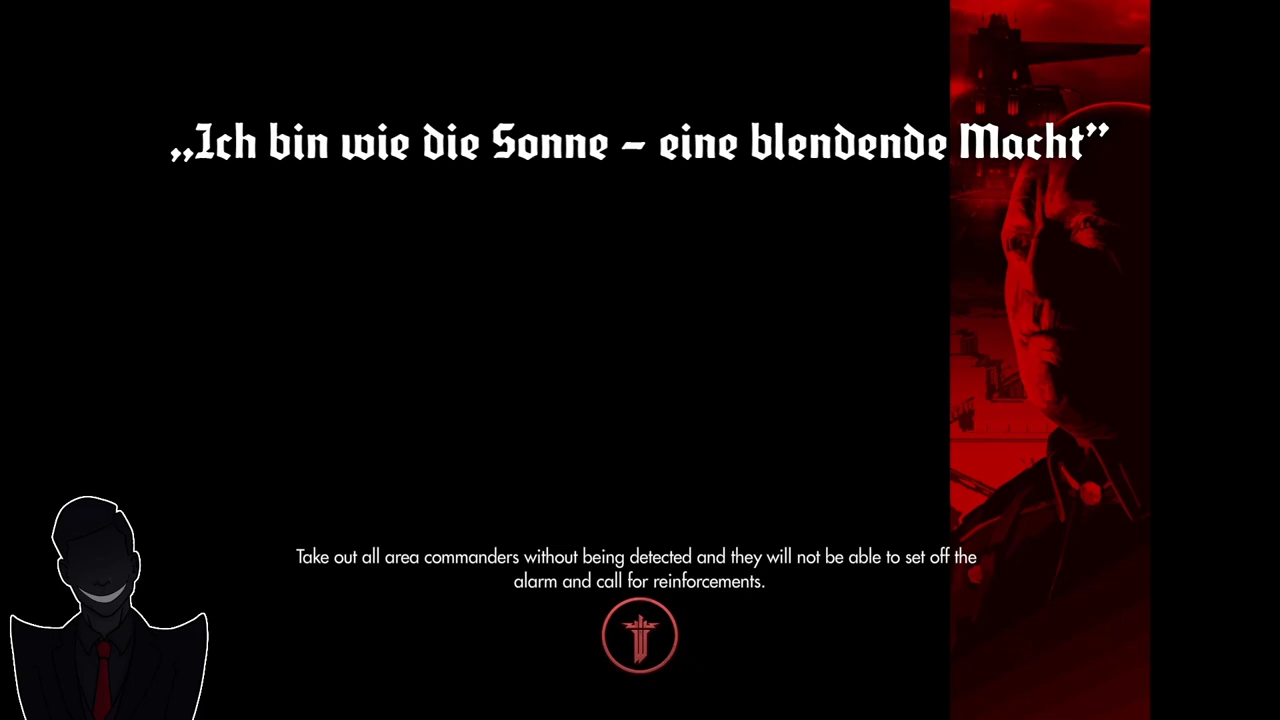 „Ich bin wie die Sonne – eine blendende Macht”
Take out all area commanders without being detected and they will not be able to set off the
alarm and call for reinforcements.